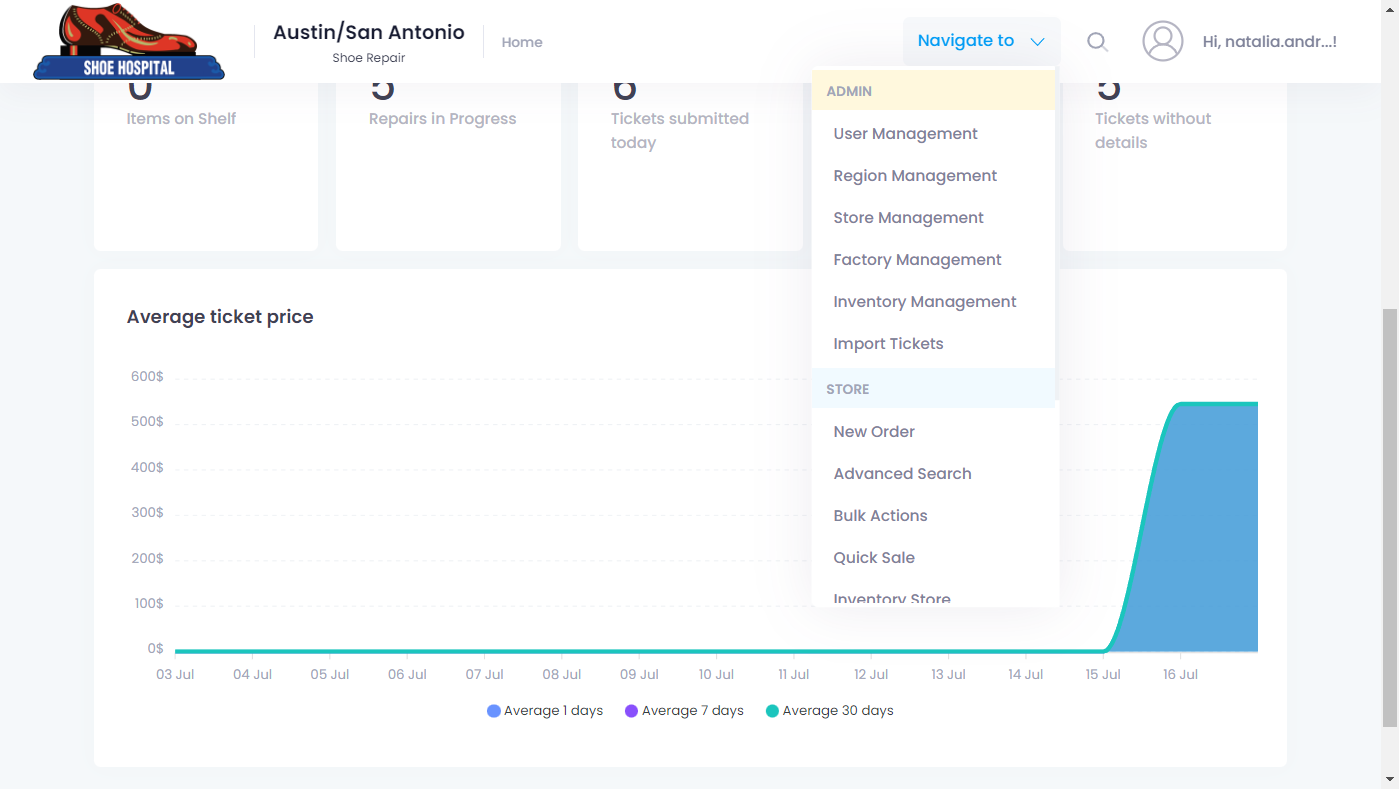 SHOE HOSPITAL
Austin/San Antonio
Shoe Repair
Home
Navigate to
Hi, natalia.andr...!
0
Items on Shelf
5
Repairs in Progress
6
Tickets submitted
today
5
Tickets without
details
ADMIN
User Management
Region Management
Store Management
Factory Management
Inventory Management
Import Tickets
STORE
New Order
Advanced Search
Bulk Actions
Quick Sale
Inventory Store
Average ticket price
600$
500$
400$
300$
200$
100$
0$
03 Jul 04 Jul 05 Jul 06 Jul 07 Jul 08 Jul 09 Jul 10 Jul 11 Jul 12 Jul 13 Jul 14 Jul 15 Jul 16 Jul
Average 1 days Average 7 days Average 30 days